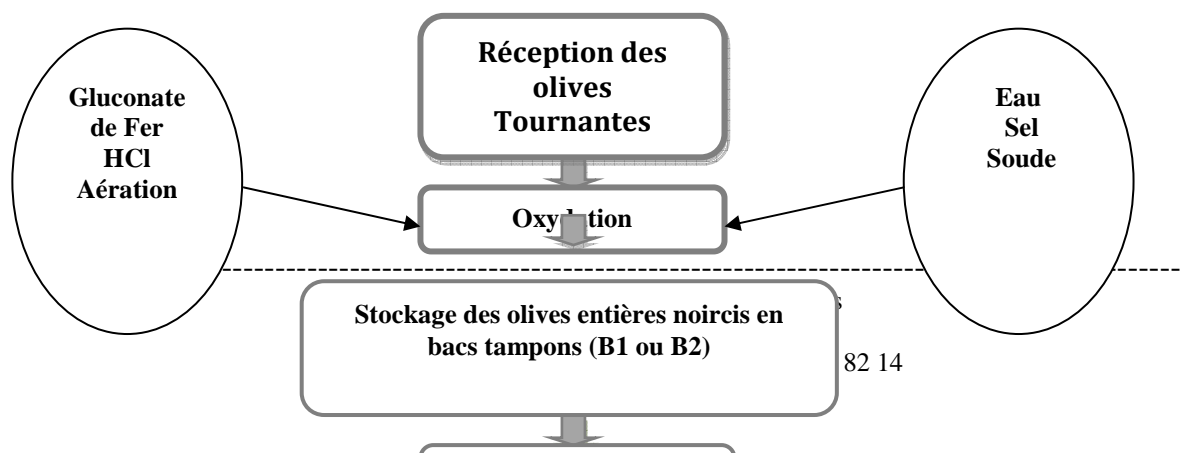 Réception des
olives
Tournantes
Gluconate
de Fer
HCl
Aération
Eau
Sel
Soude
Stockage des olives entières noircis en
bacs tampons (B1 ou B2)
82 14